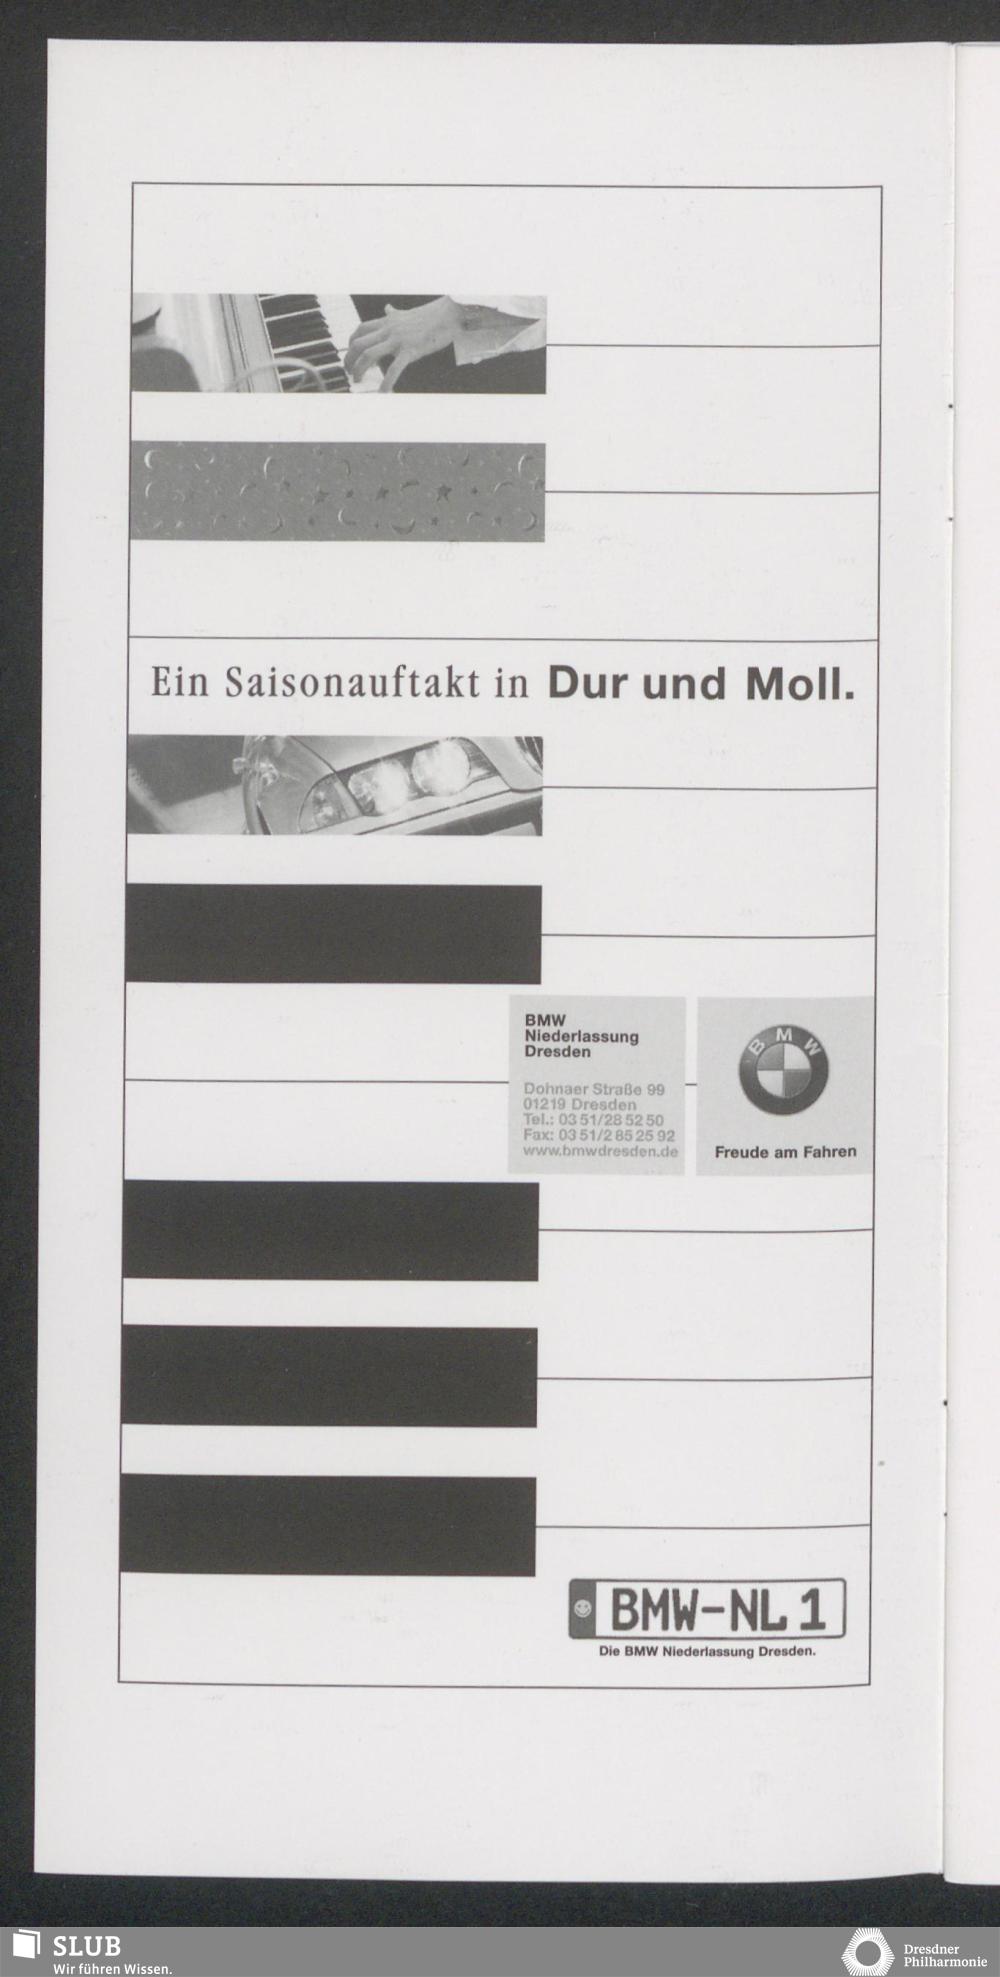 Ein Saisonauftakt in Dur und Moll.
BMW
Niederlassung
Dresden
Dohnaer Straße 99
01219 Dresden
Tel.: 03 51/28 52 50
Fax: 03 51/2 85 25 92
www.bmwdresden.de
BMW
Freude am Fahren
BMW-NL 1
Die BMW Niederlassung Dresden.
SLUB
Wir führen Wissen.
Dresdner
Philharmonie